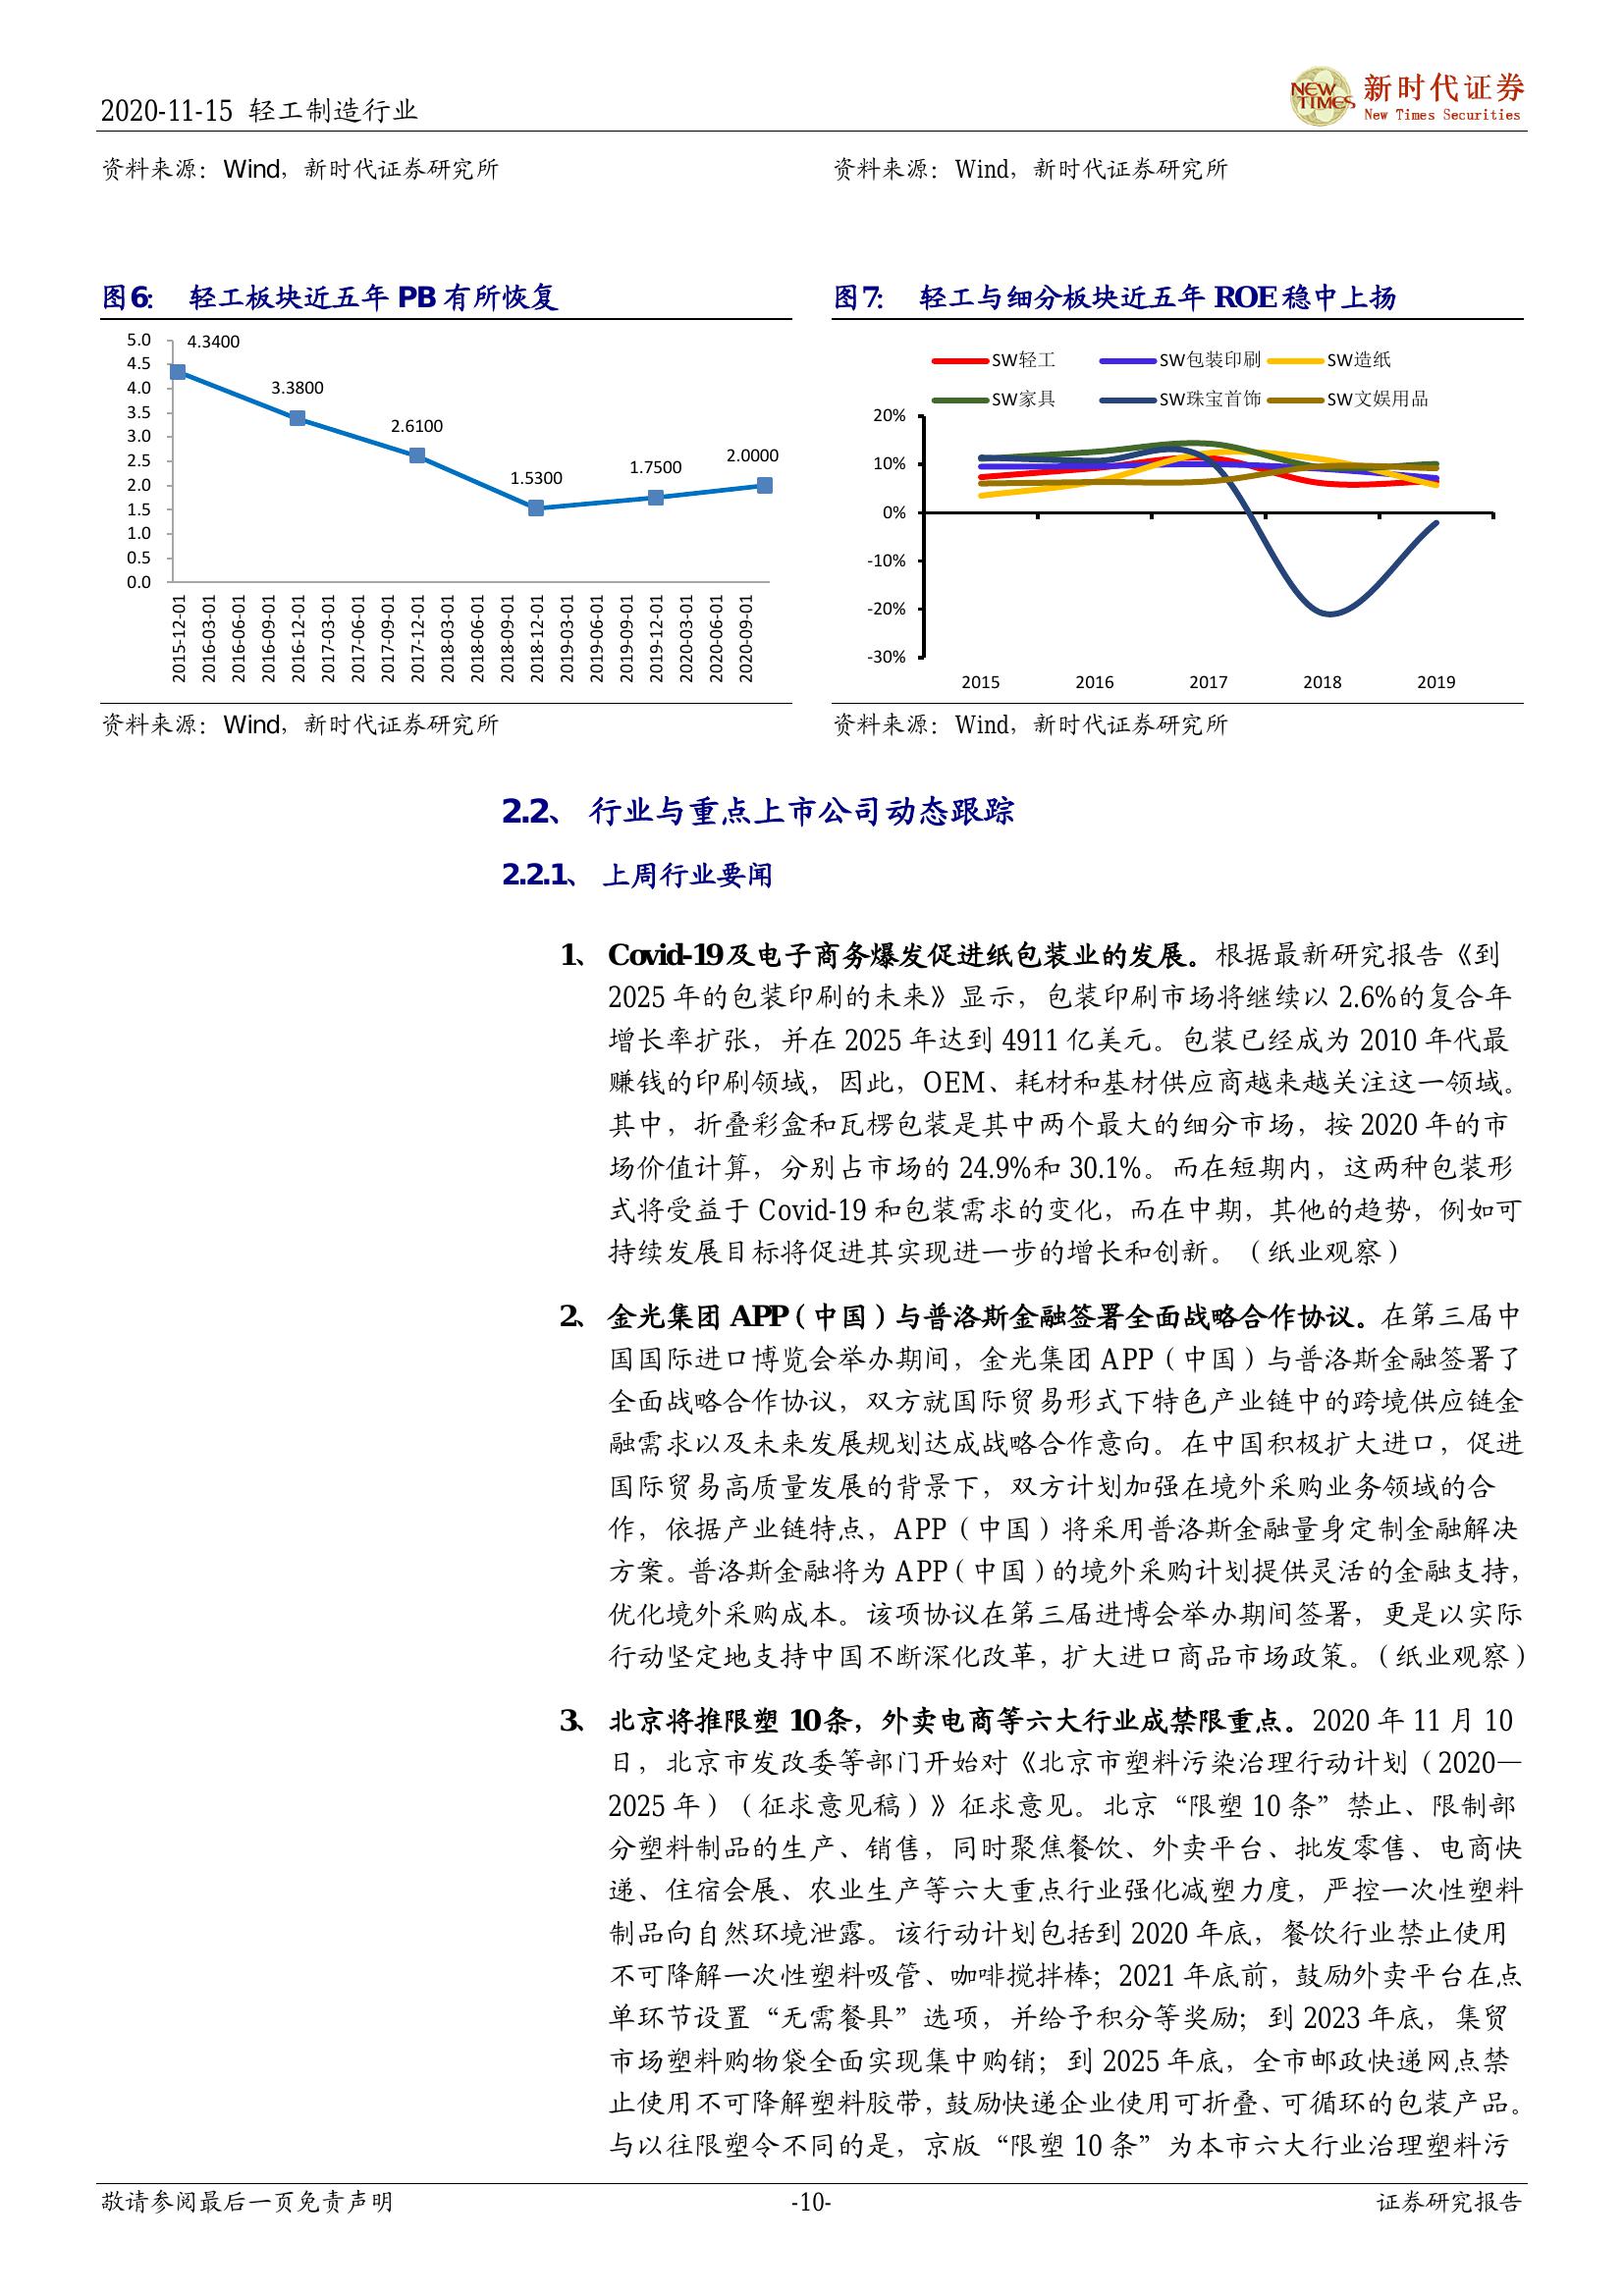 2020-11-15 轻工制造行业
NEW TIMES
新时代证券
New Times Securities
资料来源：Wind，新时代证券研究所
资料来源：Wind，新时代证券研究所
图6： 轻工板块近五年 PB 有所恢复
5.0
4.5
4.0
3.5
3.0
2.5
2.0
1.5
1.0
0.5
0.0
4.3400
3.3800
2.6100
1.5300
1.7500
2.0000
2015-12-01
2016-03-01
2016-06-01
2016-09-01
2016-12-01
2017-03-01
2017-06-01
2017-09-01
2017-12-01
2018-03-01
2018-06-01
2018-09-01
2018-12-01
2019-03-01
2019-06-01
2019-09-01
2019-12-01
2020-03-01
2020-06-01
2020-09-01
资料来源：Wind，新时代证券研究所
图7： 轻工与细分板块近五年 ROE 稳中上扬
SW轻工 SW包装印刷 SW造纸
SW家具 SW珠宝首饰 SW文娱用品
20%
10%
0%
-10%
-20%
-30%
2015 2016 2017 2018 2019
资料来源：Wind，新时代证券研究所
2.2、 行业与重点上市公司动态跟踪
2.2.1、 上周行业要闻
1、 Covid-19及电子商务爆发促进纸包装业的发展。根据最新研究报告《到
2025 年的包装印刷的未来》显示，包装印刷市场将继续以 2.6%的复合年
增长率扩张，并在 2025 年达到 4911 亿美元。包装已经成为 2010 年代最
赚钱的印刷领域，因此，OEM、耗材和基材供应商越来越关注这一领域。
其中，折叠彩盒和瓦楞包装是其中两个最大的细分市场，按 2020 年的市
场价值计算，分别占市场的 24.9%和 30.1%。而在短期内，这两种包装形
式将受益于 Covid-19 和包装需求的变化，而在中期，其他的趋势，例如可
持续发展目标将促进其实现进一步的增长和创新。（纸业观察）
2、 金光集团 APP（中国）与普洛斯金融签署全面战略合作协议。在第三届中
国国际进口博览会举办期间，金光集团 APP（中国）与普洛斯金融签署了
全面战略合作协议，双方就国际贸易形式下特色产业链中的跨境供应链金
融需求以及未来发展规划达成战略合作意向。在中国积极扩大进口，促进
国际贸易高质量发展的背景下，双方计划加强在境外采购业务领域的合
作，依据产业链特点，APP（中国）将采用普洛斯金融量身定制金融解决
方案。普洛斯金融将为 APP（中国）的境外采购计划提供灵活的金融支持，
优化境外采购成本。该项协议在第三届进博会举办期间签署，更是以实际
行动坚定地支持中国不断深化改革，扩大进口商品市场政策。（纸业观察）
3、 北京将推限塑 10条，外卖电商等六大行业成禁限重点。2020 年 11 月 10
日，北京市发改委等部门开始对《北京市塑料污染治理行动计划（2020—
2025 年）（征求意见稿）》征求意见。北京“限塑 10 条”禁止、限制部
分塑料制品的生产、销售，同时聚焦餐饮、外卖平台、批发零售、电商快
递、住宿会展、农业生产等六大重点行业强化减塑力度，严控一次性塑料
制品向自然环境泄露。该行动计划包括到 2020 年底，餐饮行业禁止使用
不可降解一次性塑料吸管、咖啡搅拌棒；2021 年底前，鼓励外卖平台在点
单环节设置“无需餐具”选项，并给予积分等奖励；到 2023 年底，集贸
市场塑料购物袋全面实现集中购销；到 2025 年底，全市邮政快递网点禁
止使用不可降解塑料胶带，鼓励快递企业使用可折叠、可循环的包装产品。
与以往限塑令不同的是，京版“限塑 10 条”为本市六大行业治理塑料污
敬请参阅最后一页免责声明
-10-
证券研究报告